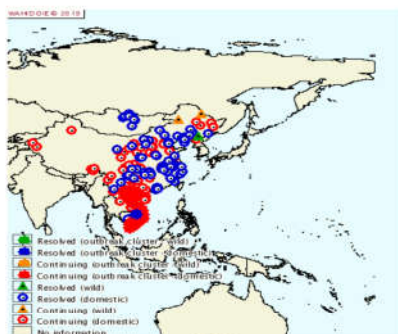 WAHID(OIE)© 2019
Resolved (outbreak cluster - wild)
Resolved (outbreak cluster - domestic)
Continuing (outbreak cluster - wild)
Continuing (outbreak cluster - domestic)
Resolved (wild)
Resolved (domestic)
Continuing (wild)
Continuing (domestic)
No information